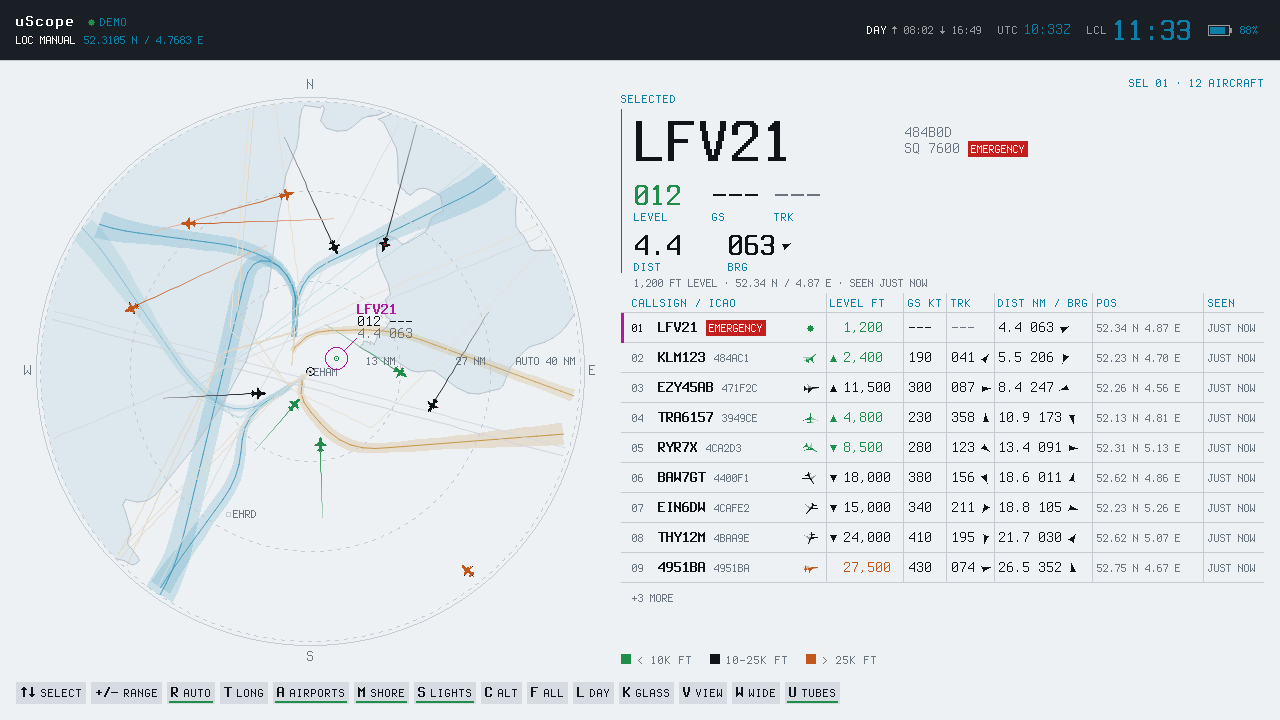 uScope DEMO
LOC MANUAL 52.3105 N / 4.7683 E
DAY ↑ 08:02 ↓ 16:49 UTC 10:33Z LCL 11:33 88%
N
W
E
S
LFV21
012 ---
4.4 063
13 NM
27 NM
AUTO 40 NM
EHAM
EHRD
SEL 01 · 12 AIRCRAFT
SELECTED
LFV21
484B0D
SQ 7600 EMERGENCY
012 --- ---
LEVEL GS TRK
4.4 063
DIST BRG
1,200 FT LEVEL · 52.34 N / 4.87 E · SEEN JUST NOW
CALLSIGN / ICAO LEVEL FT GS KT TRK DIST NM / BRG POS SEEN
01 LFV21 EMERGENCY 1,200 --- --- 4.4 063 52.34 N 4.87 E JUST NOW
02 KLM123 484AC1 ▲ 2,400 190 041 5.5 206 52.23 N 4.70 E JUST NOW
03 EZY45AB 471F2C ▲ 11,500 300 087 8.4 247 52.26 N 4.56 E JUST NOW
04 TRA6157 3949CE ▲ 4,800 230 358 10.9 173 52.13 N 4.81 E JUST NOW
05 RYR7X 4CA2D3 ▼ 8,500 280 123 13.4 091 52.31 N 5.13 E JUST NOW
06 BAW7GT 4400F1 ▼ 18,000 380 156 18.6 011 52.62 N 4.86 E JUST NOW
07 EIN6DW 4CAFE2 ▼ 15,000 340 211 18.8 105 52.23 N 5.26 E JUST NOW
08 THY12M 4BAA9E ▼ 24,000 410 195 21.7 030 52.62 N 5.07 E JUST NOW
09 4951BA 4951BA 27,500 430 074 26.5 352 52.75 N 4.67 E JUST NOW
+3 MORE
< 10K FT 10-25K FT > 25K FT
↑↓ SELECT +/- RANGE R AUTO T LONG A AIRPORTS M SHORE S LIGHTS C ALT F ALL L DAY K GLASS V VIEW W WIDE U TUBES